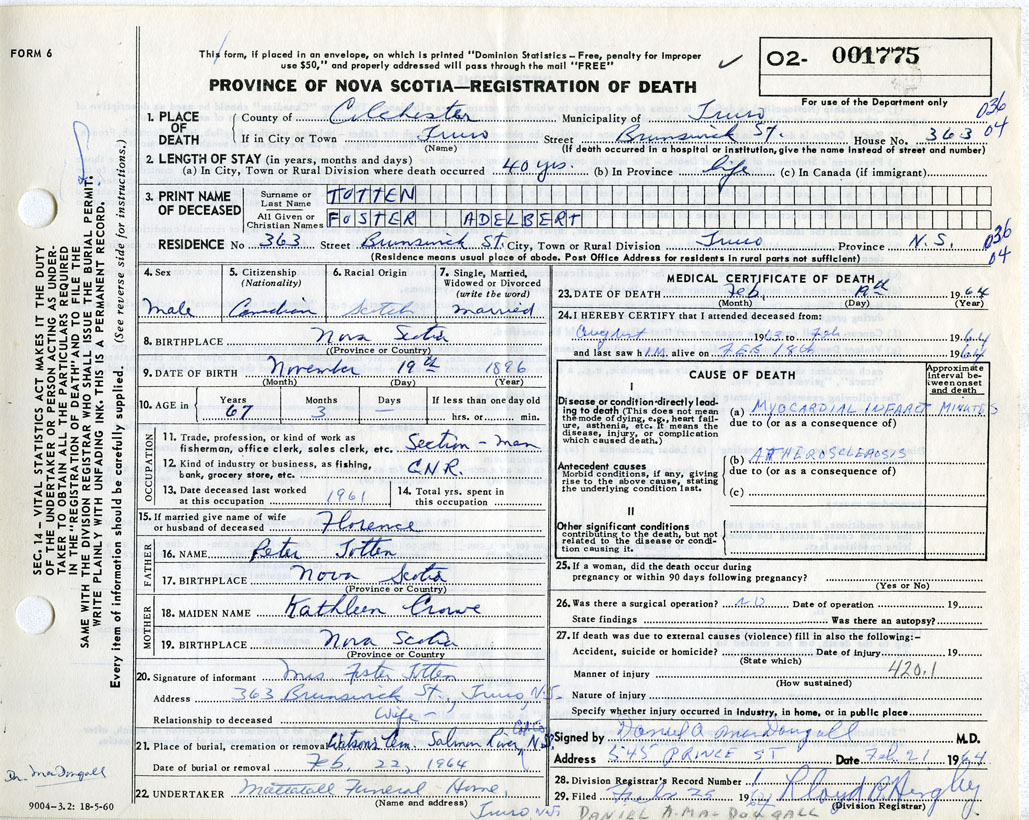 FORM 6
This form, if placed in an envelope, on which is printed "Dominion Statistics – Free, penalty for improper
use $50," and properly addressed will pass through the mail "FREE"
O2- 001775
For use of the Department only
PROVINCE OF NOVA SCOTIA—REGISTRATION OF DEATH
1. PLACE OF DEATH { County of Colchester Municipality of Truro 036
If in City or Town Truro Street Brunswick St. House No. 363 04
(Name) (If death occurred in a hospital or institution, give the name instead of street and number)
2. LENGTH OF STAY (in years, months and days)
(a) In City, Town or Rural Division where death occurred 40 yrs. (b) In Province life (c) In Canada (if immigrant)
3. PRINT NAME OF DECEASED { Surname or Last Name TOTTEN
All Given or Christian Names FOSTER ADELBERT
RESIDENCE No 363 Street Brunswick St. City, Town or Rural Division Truro Province N.S. 036
(Residence means usual place of abode. Post Office Address for residents in rural parts not sufficient) 04
4. Sex
Male
5. Citizenship
(Nationality)
Canadian
6. Racial Origin
Scotch
7. Single, Married,
Widowed or Divorced
(write the word)
married
8. BIRTHPLACE Nova Scotia
(Province or Country)
9. DATE OF BIRTH November 19th 1896
(Month) (Day) (Year)
10. AGE in { Years Months Days If less than one day old
67 3 — hrs. or min.
OCCUPATION
11. Trade, profession, or kind of work as
fisherman, office clerk, sales clerk, etc. Section-man
12. Kind of industry or business, as fishing,
bank, grocery store, etc. C.N.R.
13. Date deceased last worked
at this occupation 1961
14. Total yrs. spent in
this occupation
15. If married give name of wife
or husband of deceased Florence
FATHER
16. NAME Peter Totten
17. BIRTHPLACE Nova Scotia
(Province or Country)
MOTHER
18. MAIDEN NAME Kathleen Crowe
19. BIRTHPLACE Nova Scotia
(Province or Country
20. Signature of informant Mrs Foster Totten
Address 363 Brunswick St., Truro, N.S.
Relationship to deceased Wife -
21. Place of burial, cremation or removal Watson's Cem. Salmon River, Col. Co. N.S.
Date of burial or removal Feb. 22, 1964
22. UNDERTAKER Mattatall Funeral Home,
(Name and address) Truro N.S.
MEDICAL CERTIFICATE OF DEATH
23. DATE OF DEATH Feb. 19th 1964
(Month) (Day) (Year)
24. I HEREBY CERTIFY that I attended deceased from:
August 1963 to Feb 1964
and last saw h I.M. alive on FEB 18th 1964
CAUSE OF DEATH
Approximate
interval be-
tween onset
and death
I
Disease or condition-directly lead-
ing to death (This does not mean
the mode of dying, e.g., heart fail-
ure, asthenia, etc. It means the
disease, injury, or complication
which caused death.)
(a) MYOCARDIAL INFARCT MINUTES
due to (or as a consequence of)
Antecedent causes
Morbid conditions, if any, giving
rise to the above cause, stating
the underlying condition last.
(b) ATHEROSCLEROSIS
due to (or as a consequence of)
(c)
II
Other significant conditions
contributing to the death, but not
related to the disease or condi-
tion causing it.
25. If a woman, did the death occur during
pregnancy or within 90 days following pregnancy?
(Yes or No)
26. Was there a surgical operation? NO Date of operation 19
State findings Was there an autopsy?
27. If death was due to external causes (violence) fill in also the following:–
Accident, suicide or homicide? Date of injury 19
(State which)
Manner of injury 420.1
(How sustained)
Nature of injury
Specify whether injury occurred in industry, in home, or in public place
Signed by Daniel A MacDougall M.D.
Address 545 PRINCE ST Date Feb 21 1964
28. Division Registrar's Record Number
29. Filed Feb 25 1964
(Division Registrar)
DANIEL A. MacDOUGALL
SEC. 14 – VITAL STATISTICS ACT MAKES IT THE DUTY
OF THE UNDERTAKER OR PERSON ACTING AS UNDER-
TAKER TO OBTAIN ALL THE PARTICULARS REQUIRED
IN THE "REGISTRATION OF DEATH" AND TO FILE THE
SAME WITH THE DIVISION REGISTRAR WHO SHALL ISSUE THE BURIAL PERMIT.
WRITE PLAINLY WITH UNFADING INK. THIS IS A PERMANENT RECORD.
Every item of information should be carefully supplied. (See reverse side for instructions.)
Dr. MacDougall
9004-3.2: 18-5-60